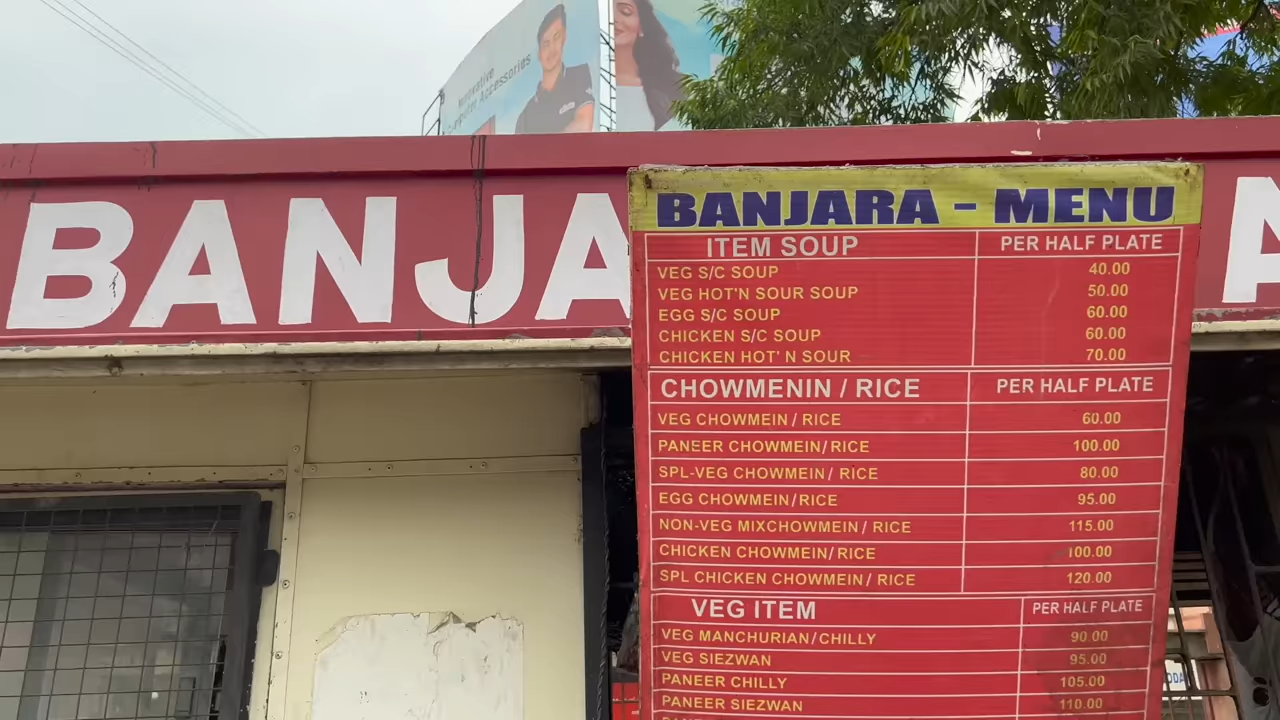 Innovative
Computer Accessories
BANJA
BANJARA - MENU
ITEM SOUP PER HALF PLATE
VEG S/C SOUP 40.00
VEG HOT'N SOUR SOUP 50.00
EGG S/C SOUP 60.00
CHICKEN S/C SOUP 60.00
CHICKEN HOT' N SOUR 70.00
CHOWMENIN / RICE PER HALF PLATE
VEG CHOWMEIN / RICE 60.00
PANEER CHOWMEIN/RICE 100.00
SPL-VEG CHOWMEIN / RICE 80.00
EGG CHOWMEIN/RICE 95.00
NON-VEG MIXCHOWMEIN / RICE 115.00
CHICKEN CHOWMEIN/RICE 100.00
SPL CHICKEN CHOWMEIN / RICE 120.00
VEG ITEM PER HALF PLATE
VEG MANCHURIAN/CHILLY 90.00
VEG SIEZWAN 95.00
PANEER CHILLY 105.00
PANEER SIEZWAN 110.00